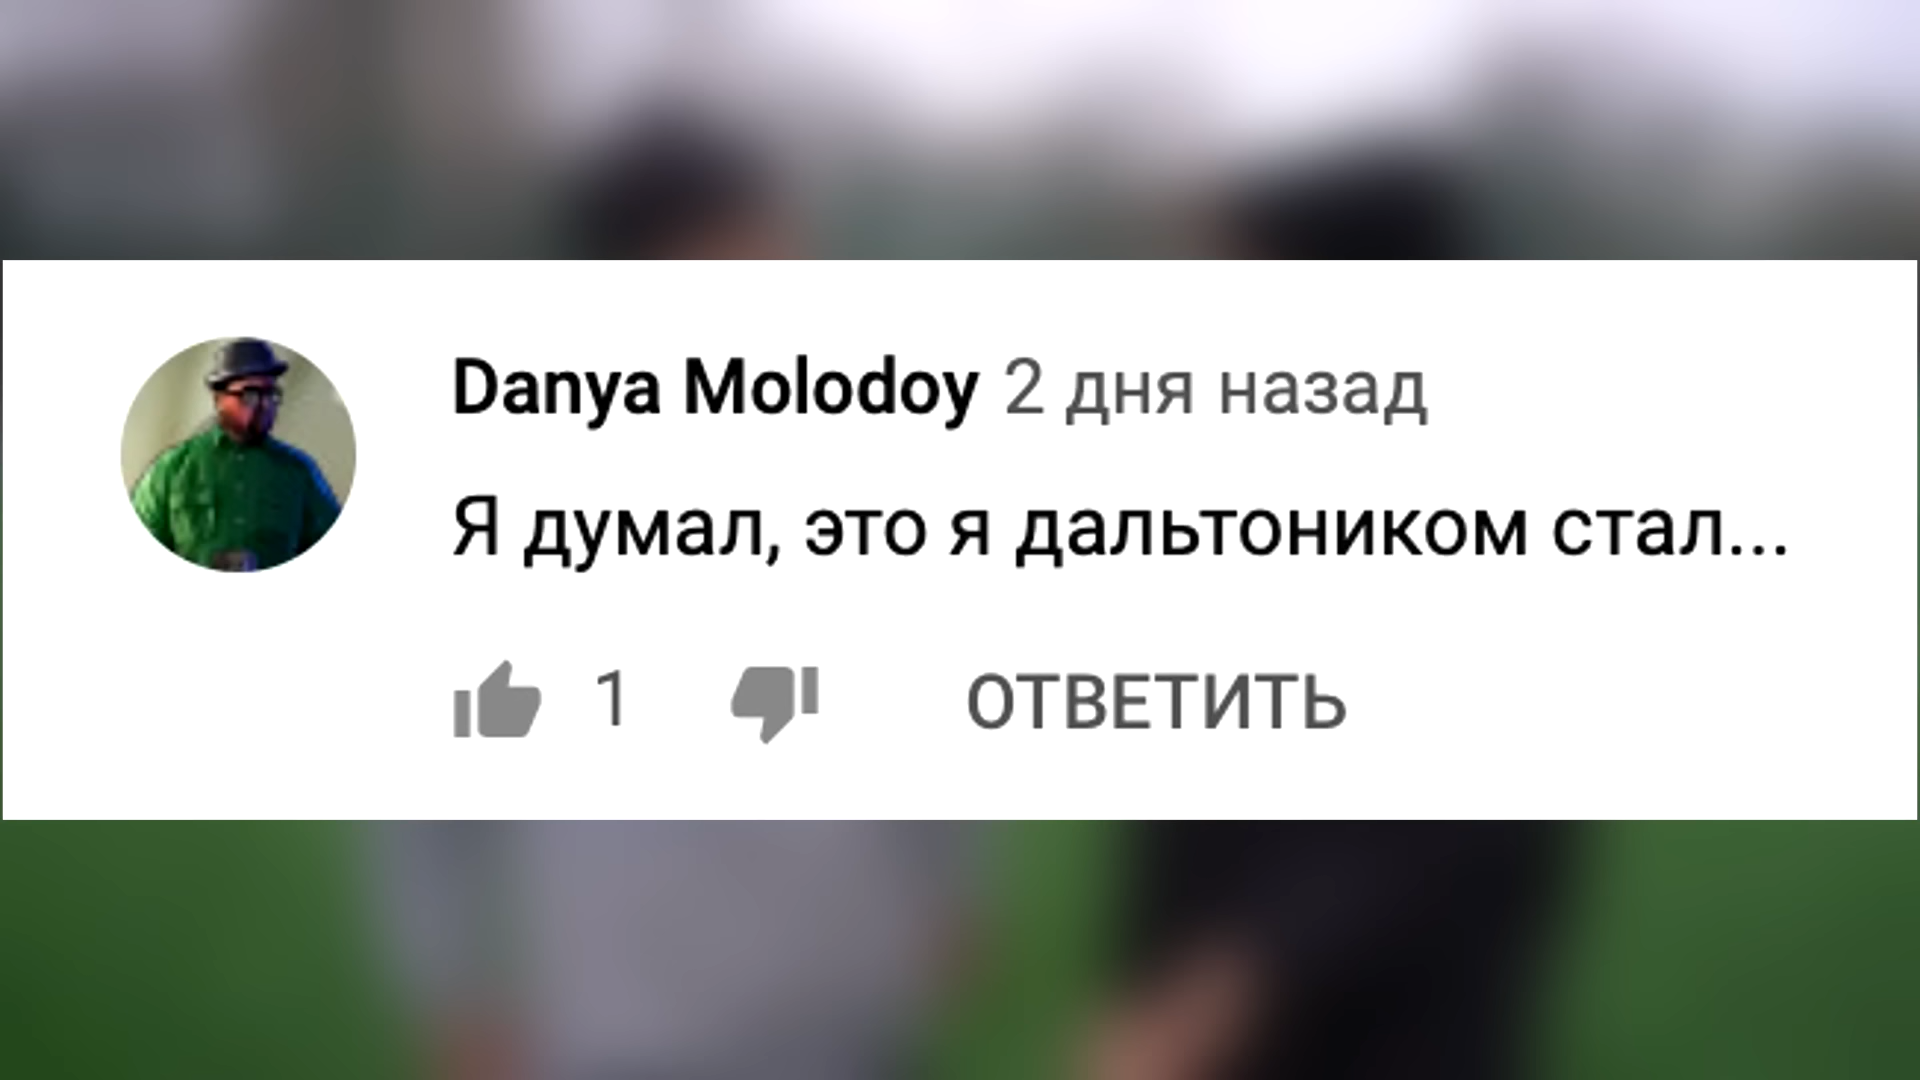 Danya Molodoy 2 дня назад
Я думал, это я дальтоником стал...
1 ОТВЕТИТЬ